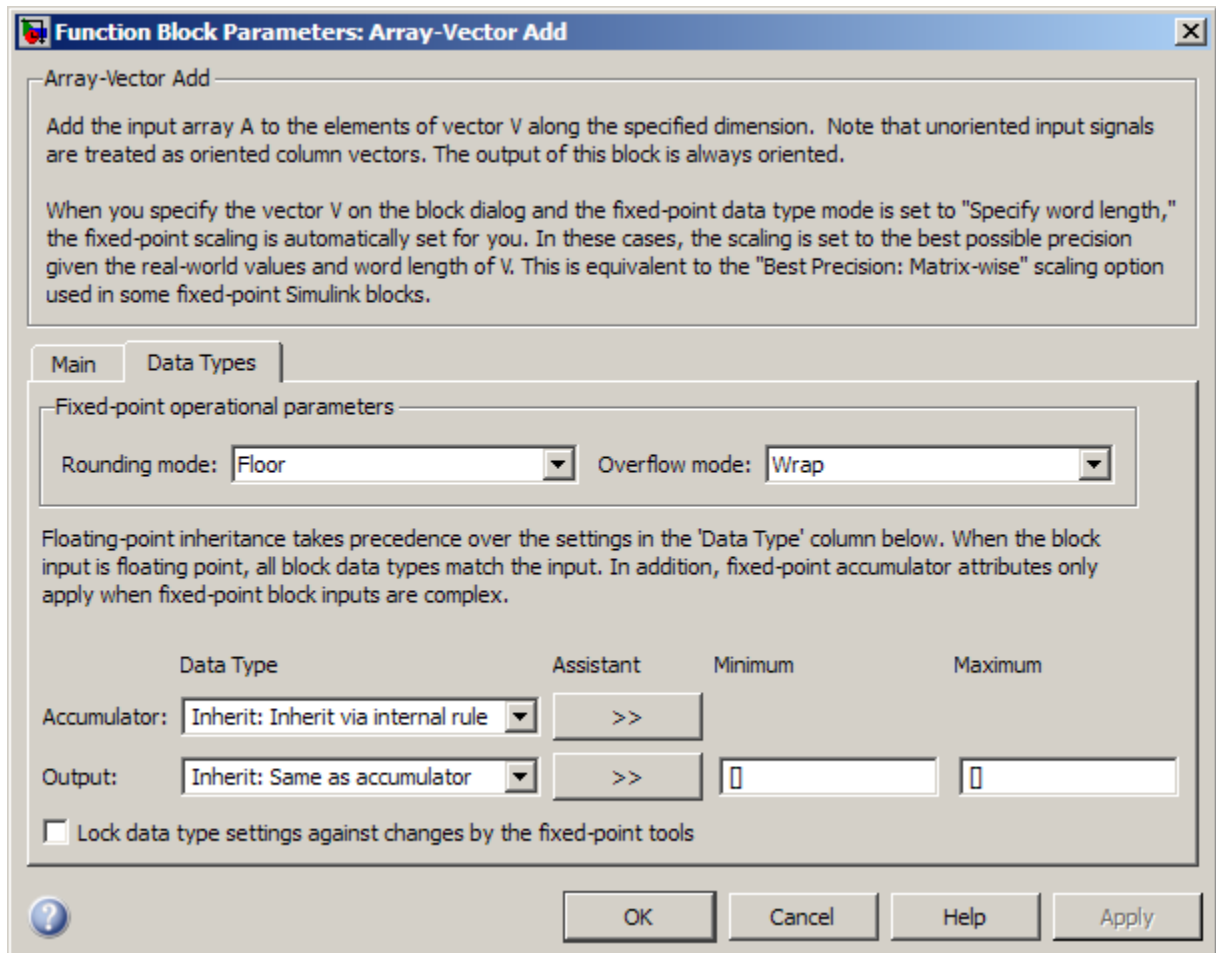 Function Block Parameters: Array-Vector Add
Array-Vector Add
Add the input array A to the elements of vector V along the specified dimension.  Note that unoriented input signals
are treated as oriented column vectors. The output of this block is always oriented.
When you specify the vector V on the block dialog and the fixed-point data type mode is set to "Specify word length,"
the fixed-point scaling is automatically set for you. In these cases, the scaling is set to the best possible precision
given the real-world values and word length of V. This is equivalent to the "Best Precision: Matrix-wise" scaling option
used in some fixed-point Simulink blocks.
Main Data Types
Fixed-point operational parameters
Rounding mode: Floor Overflow mode: Wrap
Floating-point inheritance takes precedence over the settings in the 'Data Type' column below. When the block
input is floating point, all block data types match the input. In addition, fixed-point accumulator attributes only
apply when fixed-point block inputs are complex.
Data Type Assistant Minimum Maximum
Accumulator: Inherit: Inherit via internal rule >>
Output: Inherit: Same as accumulator >> [] []
Lock data type settings against changes by the fixed-point tools
? OK Cancel Help Apply